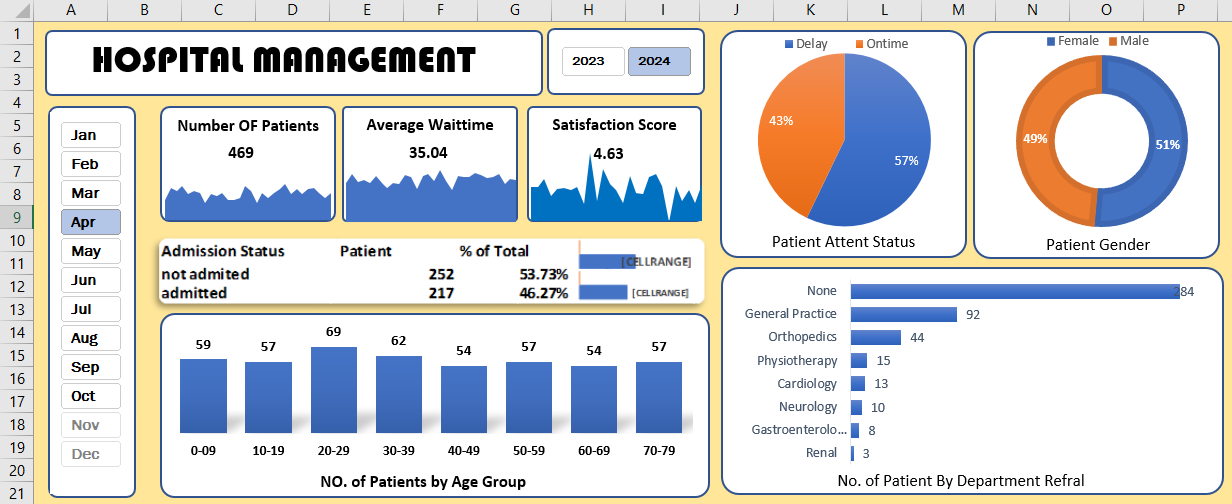 A B C D E F G H I J K L M N O P
1
2
3
4
5
6
7
8
9
10
11
12
13
14
15
16
17
18
19
20
21
HOSPITAL MANAGEMENT
2023 2024
Jan
Feb
Mar
Apr
May
Jun
Jul
Aug
Sep
Oct
Nov
Dec
Number OF Patients
469
Average Waittime
35.04
Satisfaction Score
4.63
Admission Status Patient % of Total
not admited 252 53.73% [CELLRANGE]
admitted 217 46.27% [CELLRANGE]
59 57 69 62 54 57 54 57
0-09 10-19 20-29 30-39 40-49 50-59 60-69 70-79
NO. of Patients by Age Group
Delay Ontime
43%
57%
Patient Attent Status
Female Male
49%
51%
Patient Gender
None 284
General Practice 92
Orthopedics 44
Physiotherapy 15
Cardiology 13
Neurology 10
Gastroenterolo... 8
Renal 3
No. of Patient By Department Refral